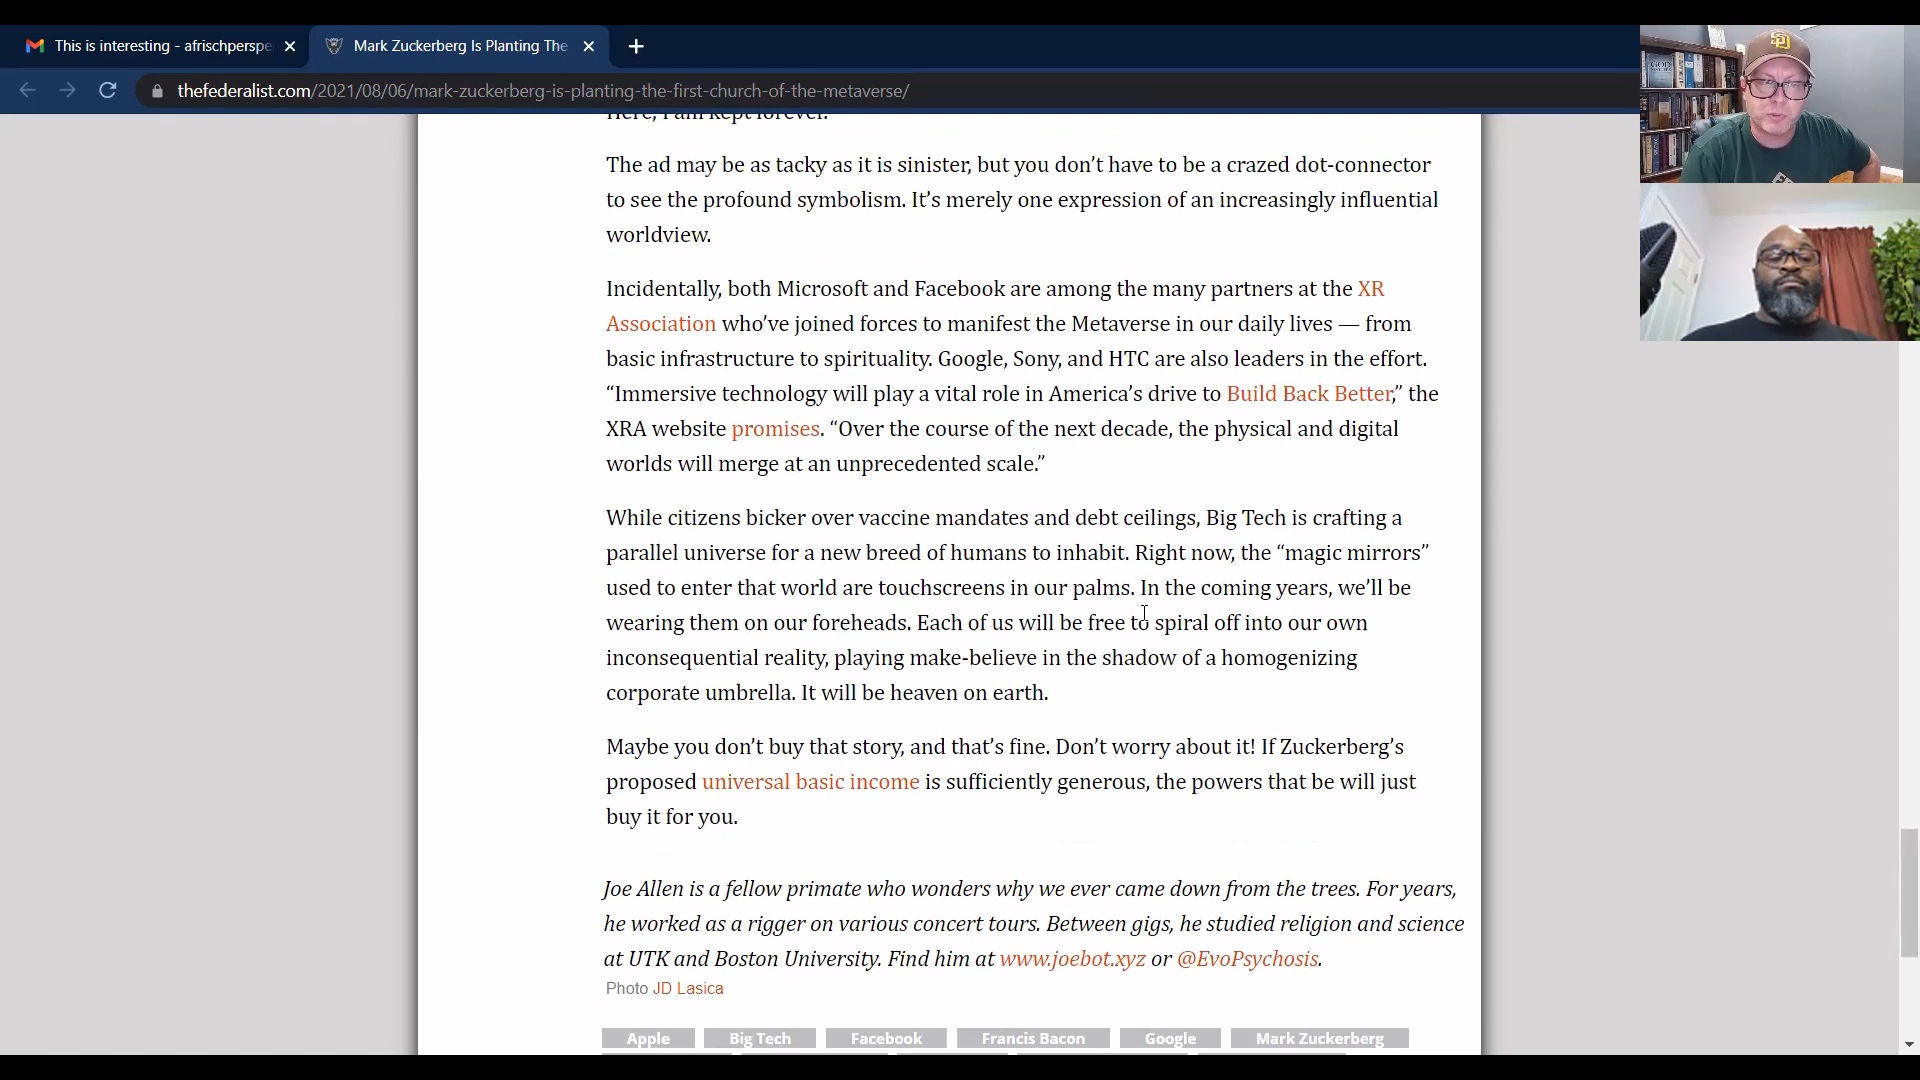 This is interesting - afrischperspe
Mark Zuckerberg Is Planting The
thefederalist.com/2021/08/06/mark-zuckerberg-is-planting-the-first-church-of-the-metaverse/
Here, I am kept forever.
The ad may be as tacky as it is sinister, but you don’t have to be a crazed dot-connector
to see the profound symbolism. It’s merely one expression of an increasingly influential
worldview.
Incidentally, both Microsoft and Facebook are among the many partners at the XR
Association who’ve joined forces to manifest the Metaverse in our daily lives — from
basic infrastructure to spirituality. Google, Sony, and HTC are also leaders in the effort.
“Immersive technology will play a vital role in America’s drive to Build Back Better,” the
XRA website promises. “Over the course of the next decade, the physical and digital
worlds will merge at an unprecedented scale.”
While citizens bicker over vaccine mandates and debt ceilings, Big Tech is crafting a
parallel universe for a new breed of humans to inhabit. Right now, the “magic mirrors”
used to enter that world are touchscreens in our palms. In the coming years, we’ll be
wearing them on our foreheads. Each of us will be free to spiral off into our own
inconsequential reality, playing make-believe in the shadow of a homogenizing
corporate umbrella. It will be heaven on earth.
Maybe you don’t buy that story, and that’s fine. Don’t worry about it! If Zuckerberg’s
proposed universal basic income is sufficiently generous, the powers that be will just
buy it for you.
Joe Allen is a fellow primate who wonders why we ever came down from the trees. For years,
he worked as a rigger on various concert tours. Between gigs, he studied religion and science
at UTK and Boston University. Find him at www.joebot.xyz or @EvoPsychosis.
Photo JD Lasica
Apple Big Tech Facebook Francis Bacon Google Mark Zuckerberg
SD
GOD